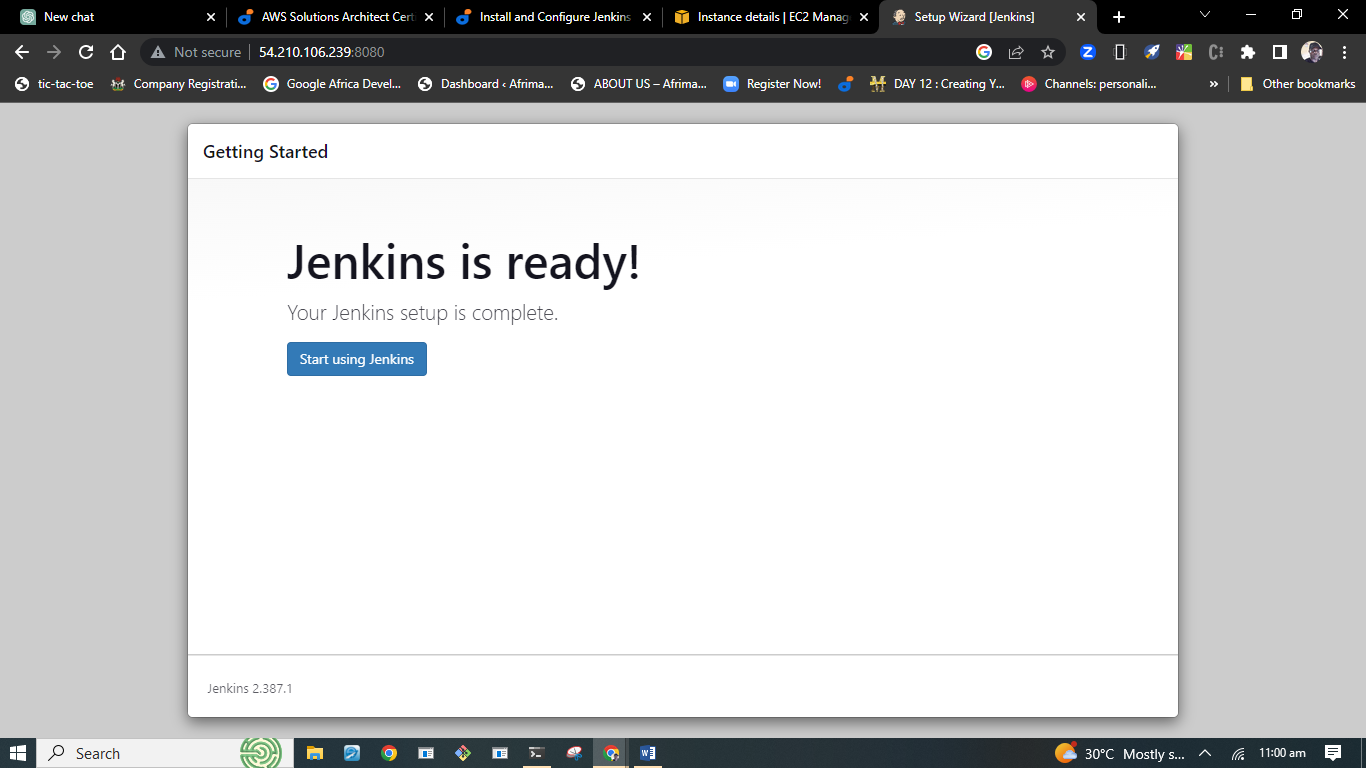 New chat
AWS Solutions Architect Cert
Install and Configure Jenkins
Instance details | EC2 Manag
Setup Wizard [Jenkins]
Not secure
54.210.106.239:8080
tic-tac-toe
Company Registrati...
Google Africa Devel...
Dashboard ‹ Afrima...
ABOUT US – Afrima...
Register Now!
DAY 12 : Creating Y...
Channels: personali...
»
Other bookmarks
Getting Started
Jenkins is ready!
Your Jenkins setup is complete.
Start using Jenkins
Jenkins 2.387.1
Search
30°C Mostly s...
11:00 am